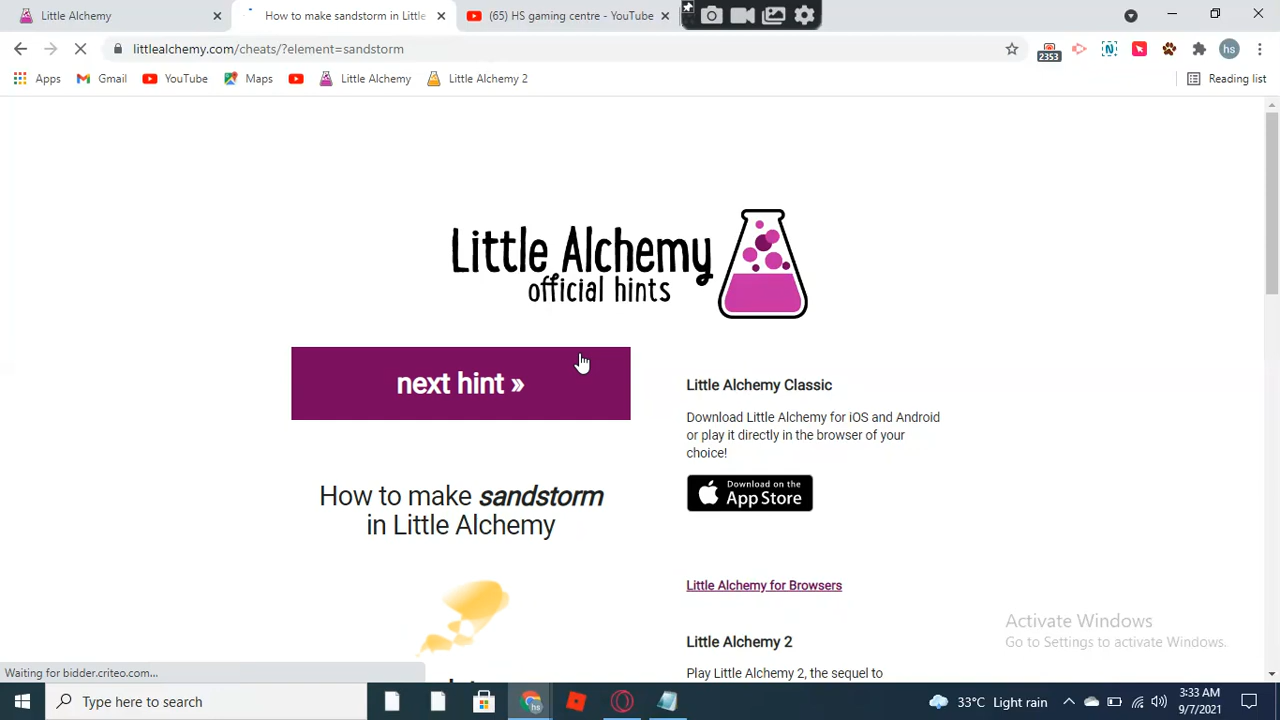 Little Alchemy
How to make sandstorm in Little
(65) HS gaming centre - YouTube
littlealchemy.com/cheats/?element=sandstorm
2353
hs
Apps
Gmail
YouTube
Maps
Little Alchemy
Little Alchemy 2
Reading list
Little Alchemy
official hints
next hint »
How to make sandstorm
in Little Alchemy
Little Alchemy Classic
Download Little Alchemy for iOS and Android
or play it directly in the browser of your
choice!
Download on the
App Store
Little Alchemy for Browsers
Little Alchemy 2
Play Little Alchemy 2, the sequel to
Activate Windows
Go to Settings to activate Windows.
Waiting for bidder.criteo.com...
Type here to search
hs
33°C Light rain
3:33 AM
9/7/2021